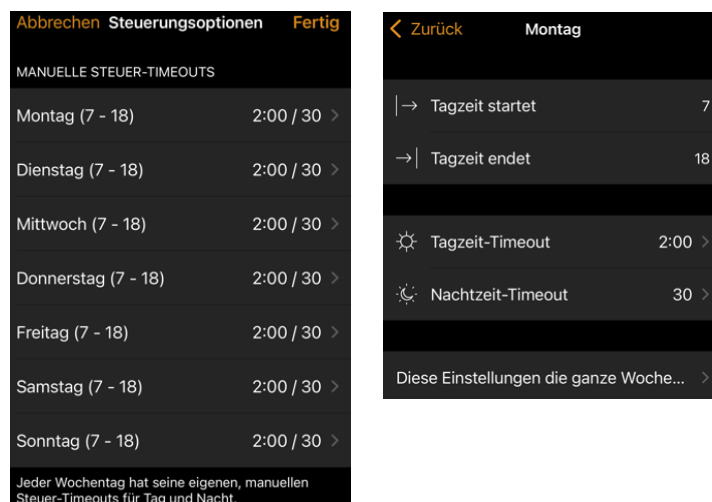 Abbrechen Steuerungsoptionen Fertig
MANUELLE STEUER-TIMEOUTS
Montag (7 - 18) 2:00 / 30
Dienstag (7 - 18) 2:00 / 30
Mittwoch (7 - 18) 2:00 / 30
Donnerstag (7 - 18) 2:00 / 30
Freitag (7 - 18) 2:00 / 30
Samstag (7 - 18) 2:00 / 30
Sonntag (7 - 18) 2:00 / 30
Jeder Wochentag hat seine eigenen, manuellen
Steuer-Timeouts für Tag und Nacht.
Zurück Montag
Tagzeit startet 7
Tagzeit endet 18
Tagzeit-Timeout 2:00
Nachtzeit-Timeout 30
Diese Einstellungen die ganze Woche...